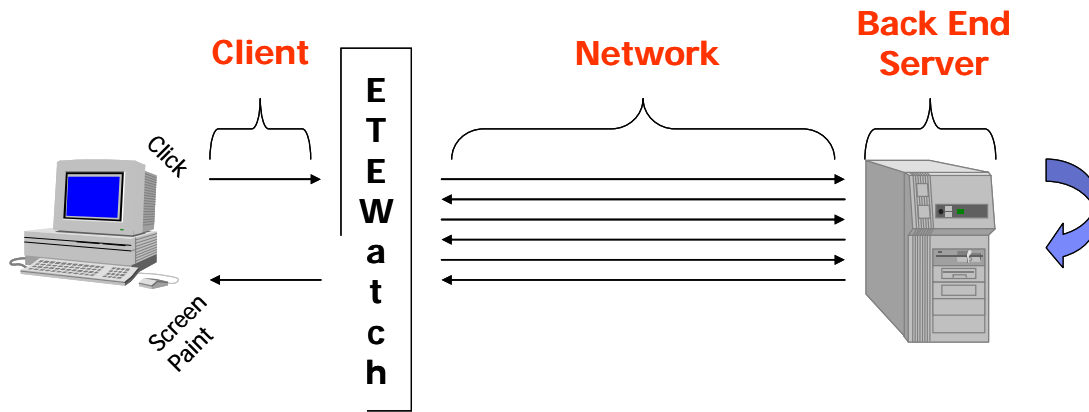 Client
Network
Back End
Server
Click
E
T
E
W
a
t
c
h
Screen
Paint